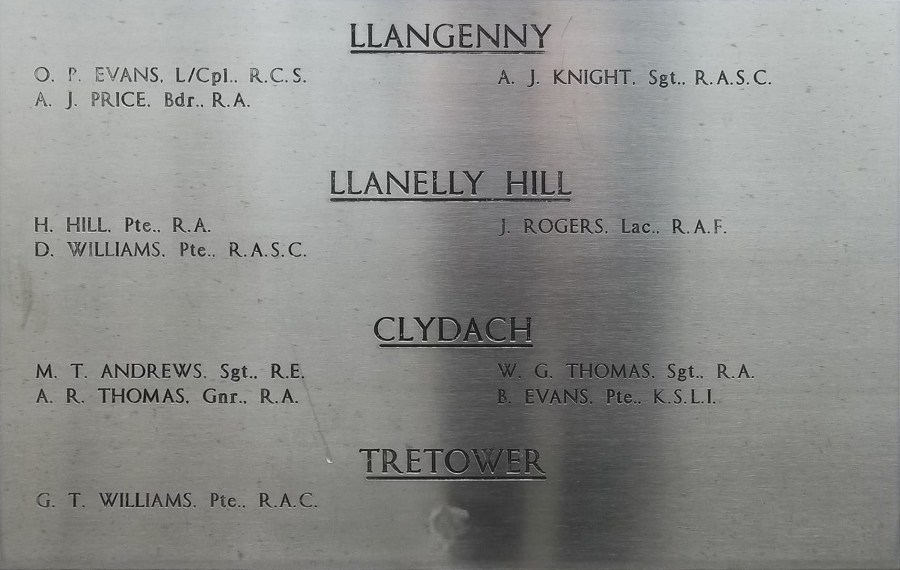 LLANGENNY
O. P. EVANS, L/Cpl., R.C.S. A. J. KNIGHT, Sgt., R.A.S.C.
A. J. PRICE, Bdr., R.A.
LLANELLY HILL
H. HILL, Pte., R.A. J. ROGERS, Lac., R.A.F.
D. WILLIAMS, Pte., R.A.S.C.
CLYDACH
M. T. ANDREWS, Sgt., R.E. W. G. THOMAS, Sgt., R.A.
A. R. THOMAS, Gnr., R.A. B. EVANS, Pte., K.S.L.I.
TRETOWER
G. T. WILLIAMS, Pte., R.A.C.